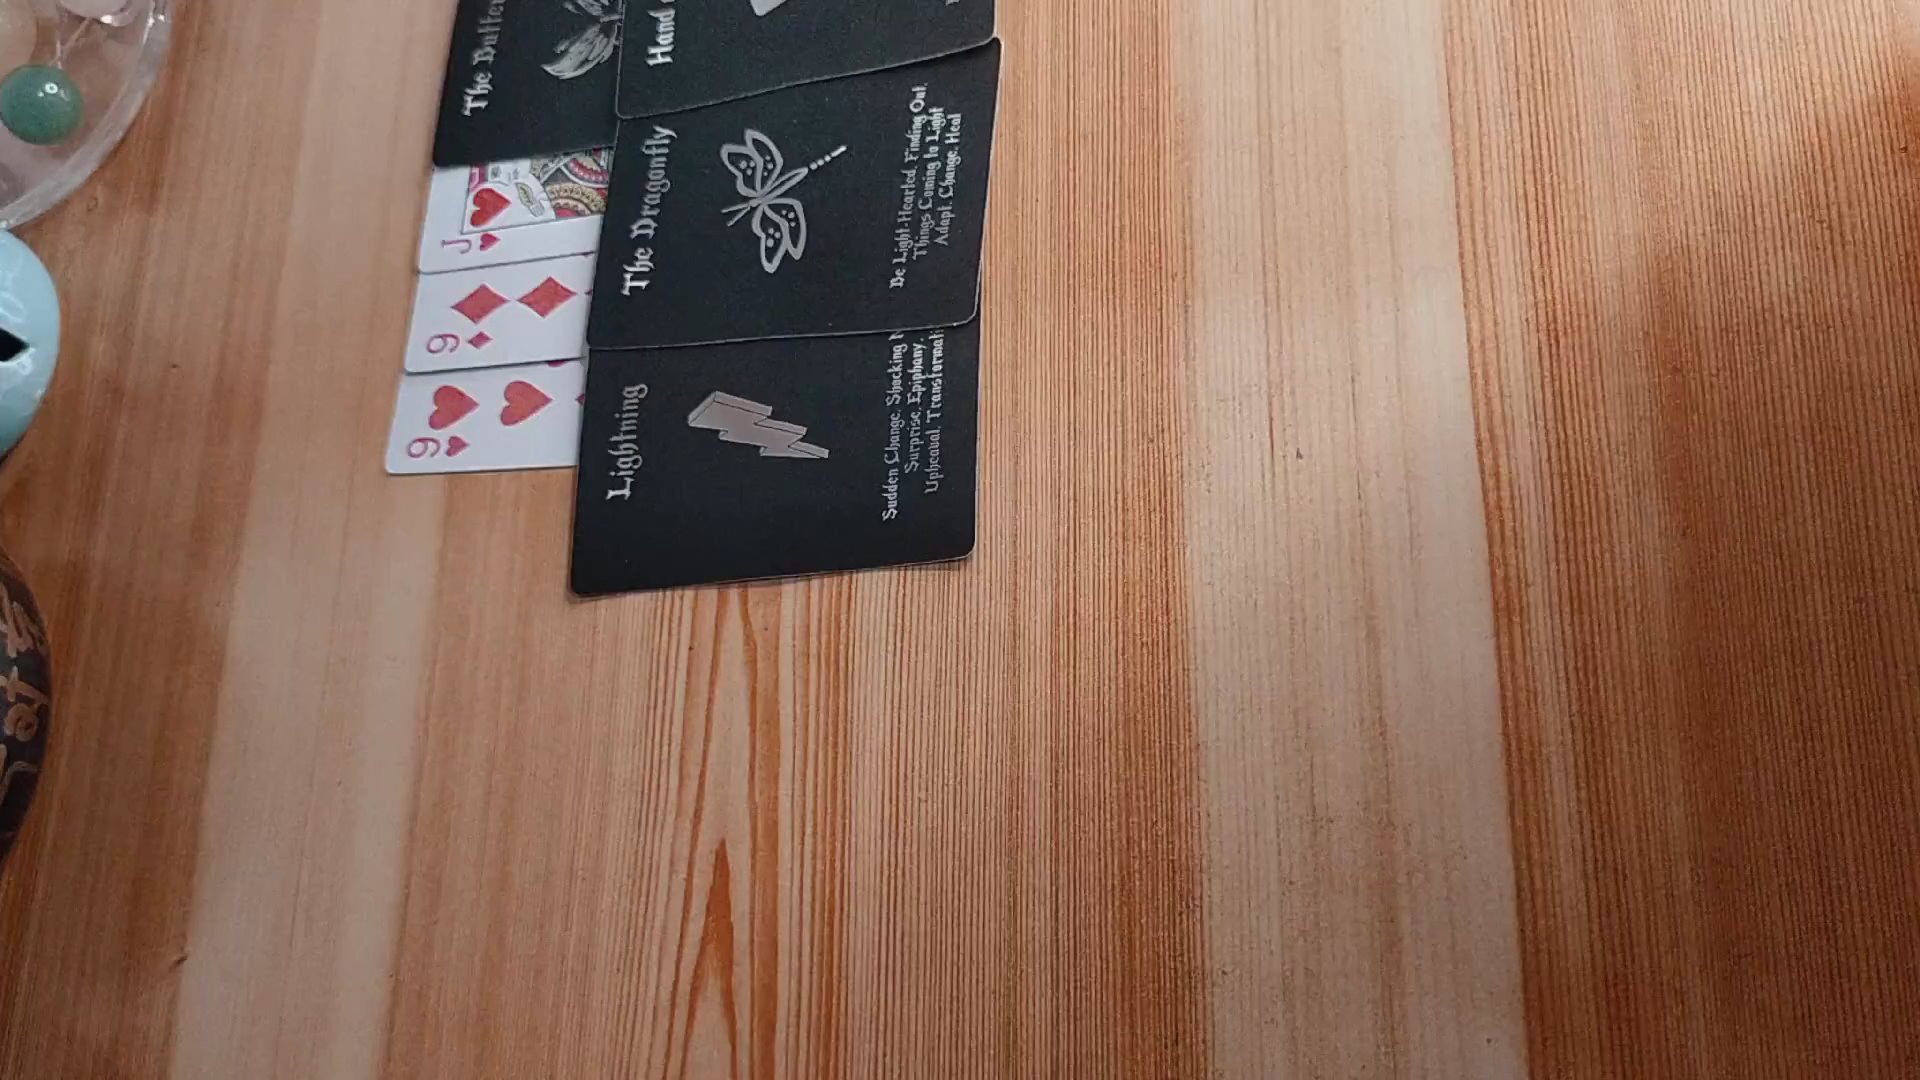 The Butter
Hand
The Dragonfly
Be Light-Hearted, Finding Out,
Things Coming to Light
Adapt, Change, Heal
Lightning
Sudden Change, Shocking
Surprise, Epiphany,
Upheaval, Transformati
J
9
9